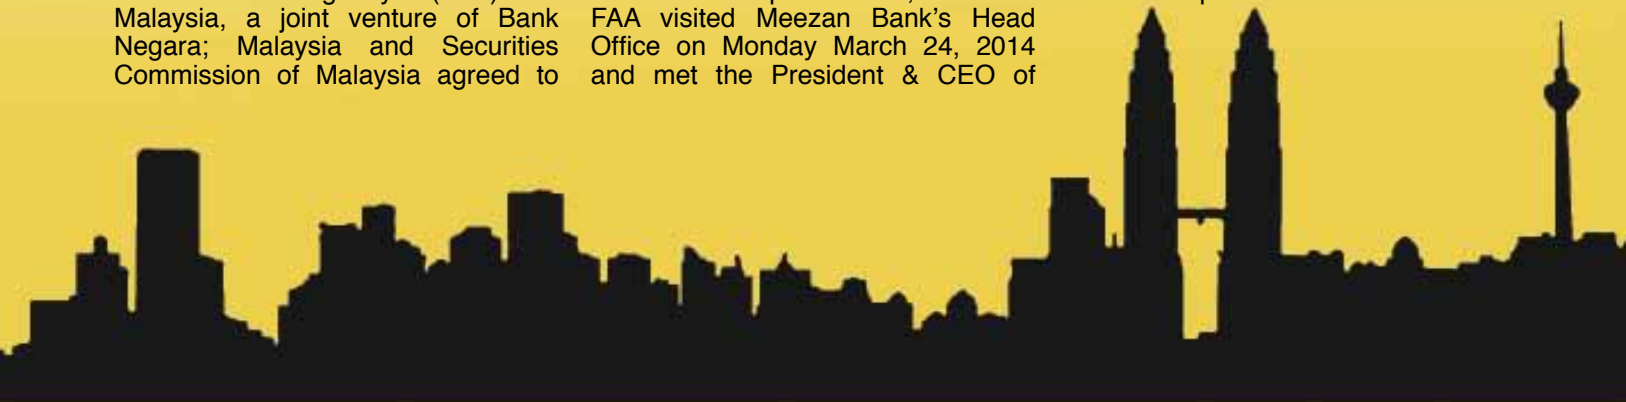 Malaysia, a joint venture of Bank
Negara; Malaysia and Securities
Commission of Malaysia agreed to
FAA visited Meezan Bank's Head
Office on Monday March 24, 2014
and met the President & CEO of